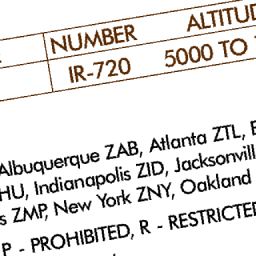 NUMBER ALTITUD
IR-720 5000 TO
Albuquerque ZAB, Atlanta ZTL,
HU, Indianapolis ZID, Jacksonvill
s ZMP, New York ZNY, Oakland
P - PROHIBITED, R - RESTRICTED